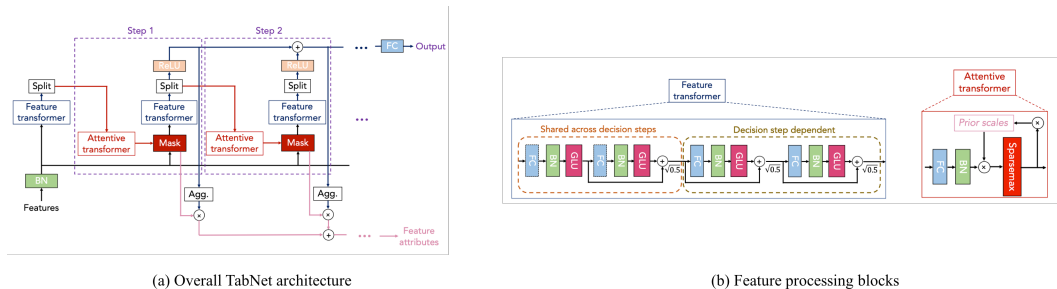 Step 1
Step 2
FC
Output
ReLU
ReLU
Split
Split
Split
Feature
transformer
Feature
transformer
Feature
transformer
Attentive
transformer
Mask
Attentive
transformer
Mask
BN
Features
Agg.
Agg.
Feature
attributes
(a) Overall TabNet architecture
Feature
transformer
Attentive
transformer
Shared across decision steps
Decision step dependent
FC
BN
GLU
FC
BN
GLU
√0.5
FC
BN
GLU
√0.5
FC
BN
GLU
√0.5
Prior scales
FC
BN
Sparsemax
(b) Feature processing blocks